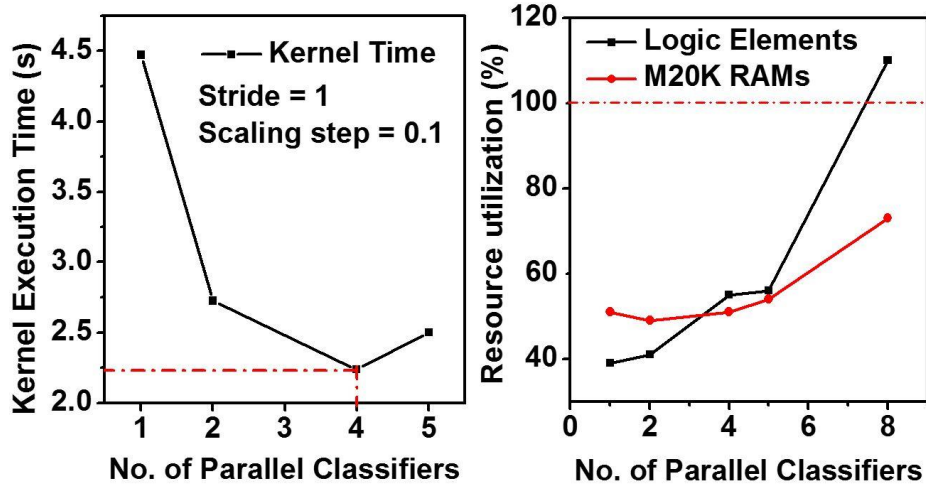 Kernel Execution Time (s)
4.5
4.0
3.5
3.0
2.5
2.0
Kernel Time
Stride = 1
Scaling step = 0.1
1 2 3 4 5
No. of Parallel Classifiers
Resource utilization (%)
120
100
80
60
40
Logic Elements
M20K RAMs
0 2 4 6 8
No. of Parallel Classifiers